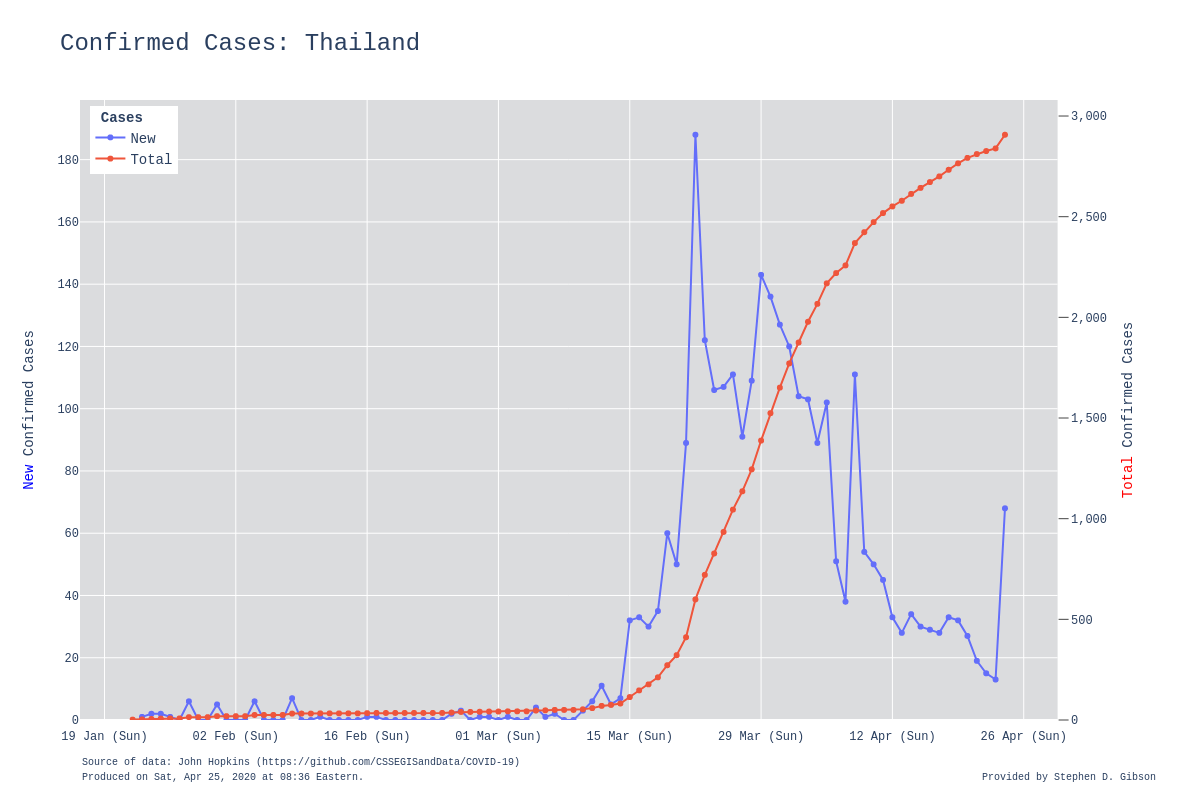 Confirmed Cases: Thailand
Cases
New
Total
180
160
140
120
100
80
60
40
20
0
New Confirmed Cases
3,000
2,500
2,000
1,500
1,000
500
0
Total Confirmed Cases
19 Jan (Sun)
02 Feb (Sun)
16 Feb (Sun)
01 Mar (Sun)
15 Mar (Sun)
29 Mar (Sun)
12 Apr (Sun)
26 Apr (Sun)
Source of data: John Hopkins (https://github.com/CSSEGISandData/COVID-19)
Produced on Sat, Apr 25, 2020 at 08:36 Eastern.
Provided by Stephen D. Gibson